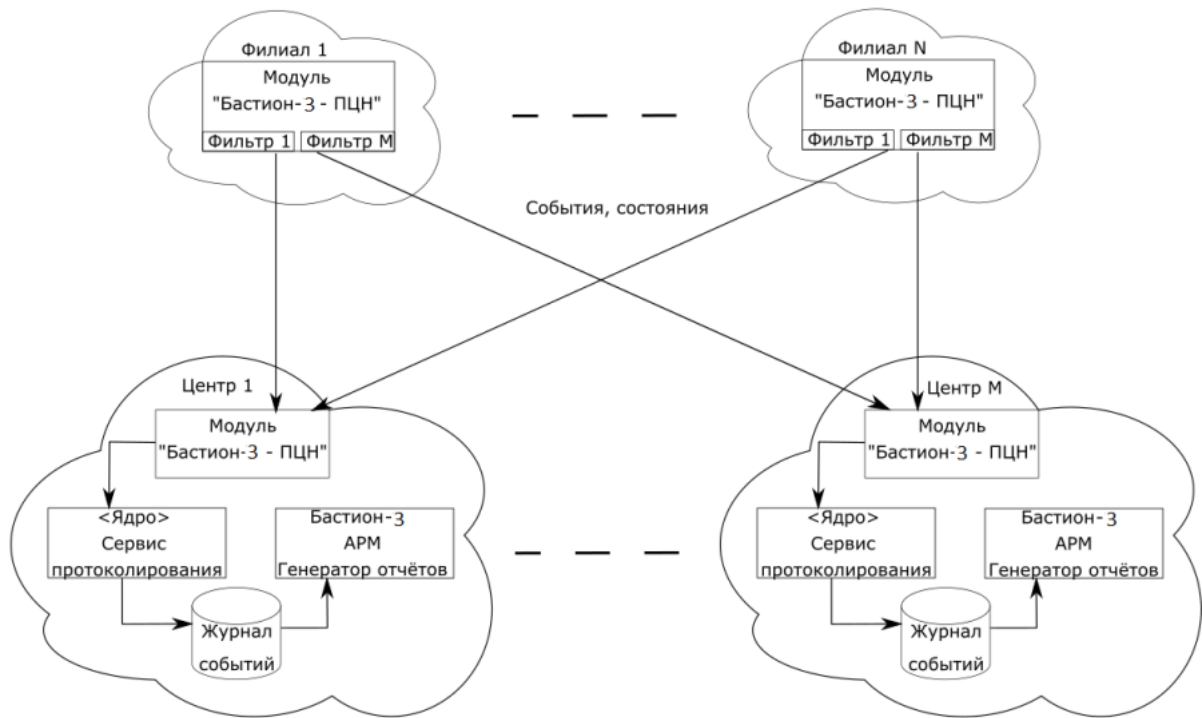 Филиал 1
Модуль
"Бастион-3 - ПЦН"
Фильтр 1
Фильтр М
Филиал N
Модуль
"Бастион-3 - ПЦН"
Фильтр 1
Фильтр М
События, состояния
Центр 1
Модуль
"Бастион-3 - ПЦН"
<Ядро>
Сервис
протоколирования
Бастион-3
АРМ
Генератор отчётов
Журнал
событий
Центр М
Модуль
"Бастион-3 - ПЦН"
<Ядро>
Сервис
протоколирования
Бастион-3
АРМ
Генератор отчётов
Журнал
событий